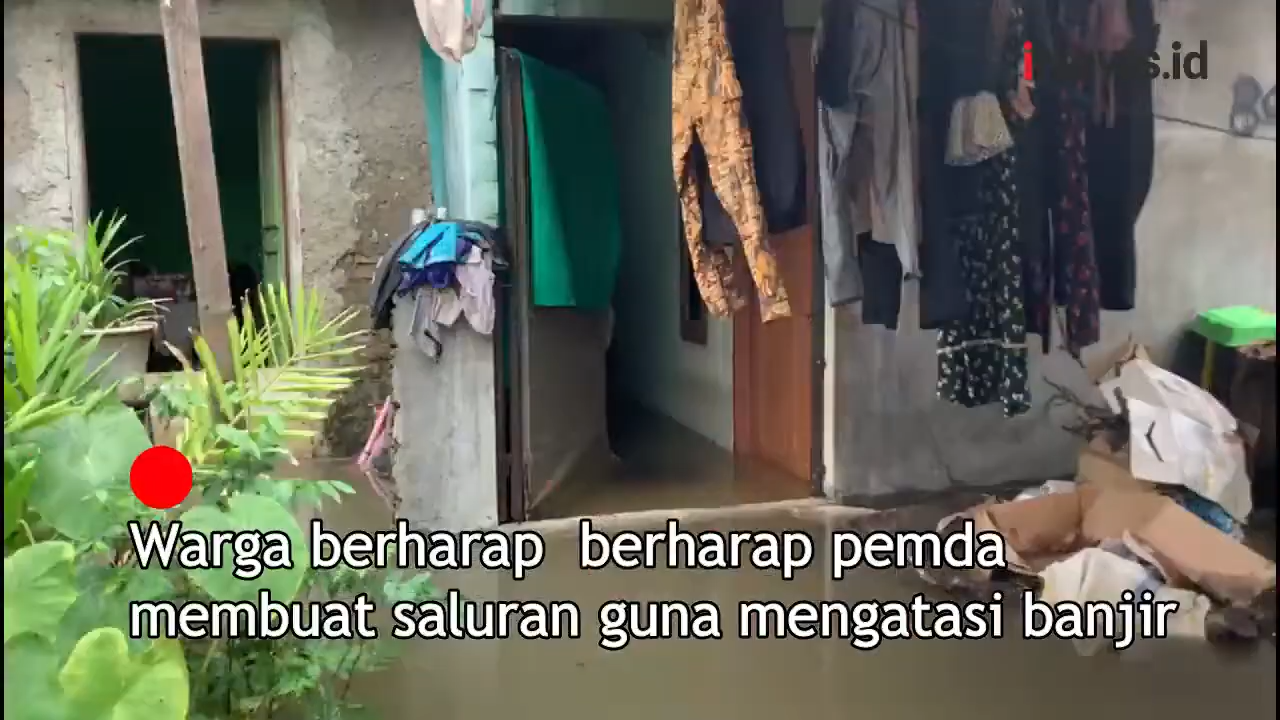 Warga berharap  berharap pemda
membuat saluran guna mengatasi banjir